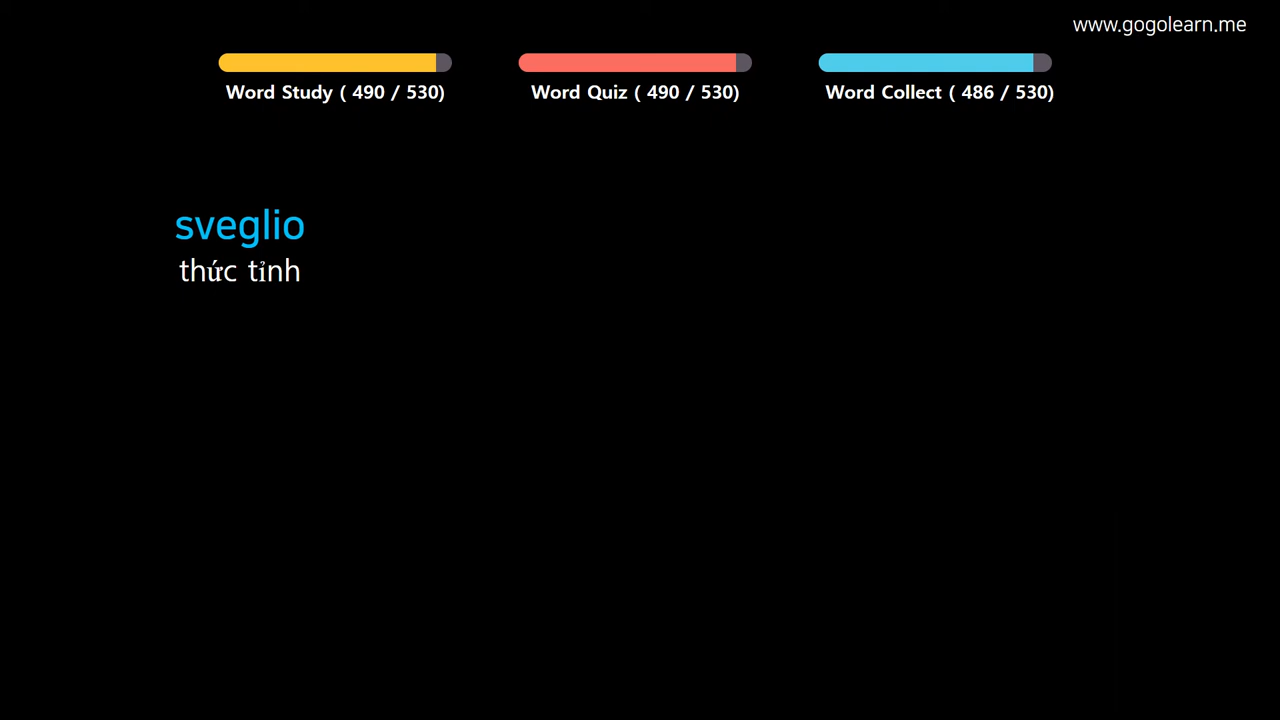 www.gogolearn.me
Word Study ( 490 / 530)
Word Quiz ( 490 / 530)
Word Collect ( 486 / 530)
sveglio
thức tỉnh